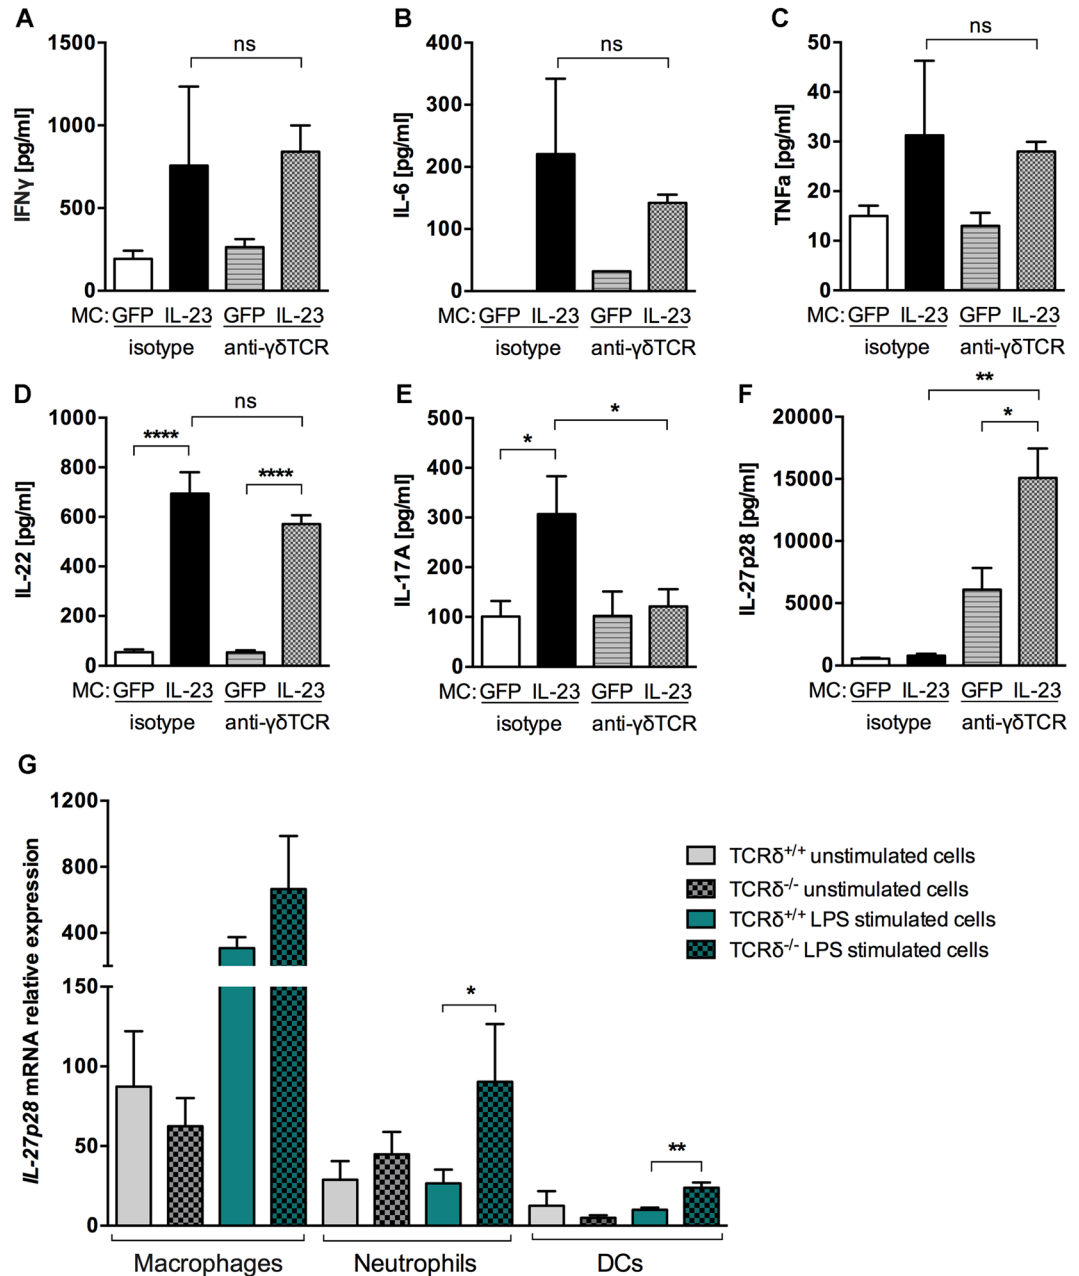 A
IFNγ [pg/ml]
1500
1000
500
0
ns
MC: GFP IL-23 GFP IL-23
isotype anti-γδTCR
B
IL-6 [pg/ml]
400
300
200
100
0
ns
GFP IL-23 GFP IL-23
isotype anti-γδTCR
C
TNFa [pg/ml]
50
40
30
20
10
0
ns
MC: GFP IL-23 GFP IL-23
isotype anti-γδTCR
D
IL-22 [pg/ml]
1000
800
600
400
200
0
ns
**** ****
MC: GFP IL-23 GFP IL-23
isotype anti-γδTCR
E
IL-17A [pg/ml]
500
400
300
200
100
0
*
*
GFP IL-23 GFP IL-23
isotype anti-γδTCR
F
IL-27p28 [pg/ml]
20000
15000
10000
5000
0
**
*
MC: GFP IL-23 GFP IL-23
isotype anti-γδTCR
G
IL-27p28 mRNA relative expression
1200
800
400
150
100
50
0
*
**
Macrophages Neutrophils DCs
TCRδ+/+ unstimulated cells
TCRδ-/- unstimulated cells
TCRδ+/+ LPS stimulated cells
TCRδ-/- LPS stimulated cells